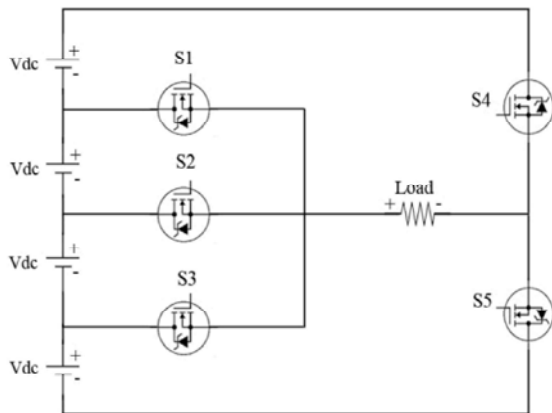 S1
Vdc + -
S4
S2
Vdc + -
Load
+ -
Vdc + -
S3
S5
Vdc + -